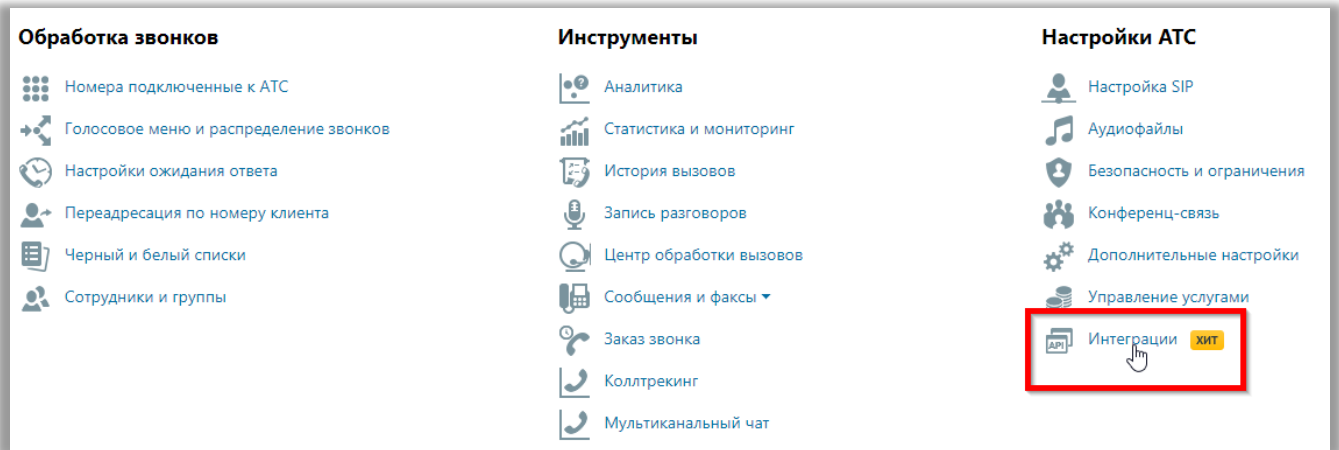 Обработка звонков
Номера подключенные к АТС
Голосовое меню и распределение звонков
Настройки ожидания ответа
Переадресация по номеру клиента
Черный и белый списки
Сотрудники и группы
Инструменты
Аналитика
Статистика и мониторинг
История вызовов
Запись разговоров
Центр обработки вызовов
Сообщения и факсы
Заказ звонка
Коллтрекинг
Мультиканальный чат
Настройки АТС
Настройка SIP
Аудиофайлы
Безопасность и ограничения
Конференц-связь
Дополнительные настройки
Управление услугами
API Интеграции ХИТ